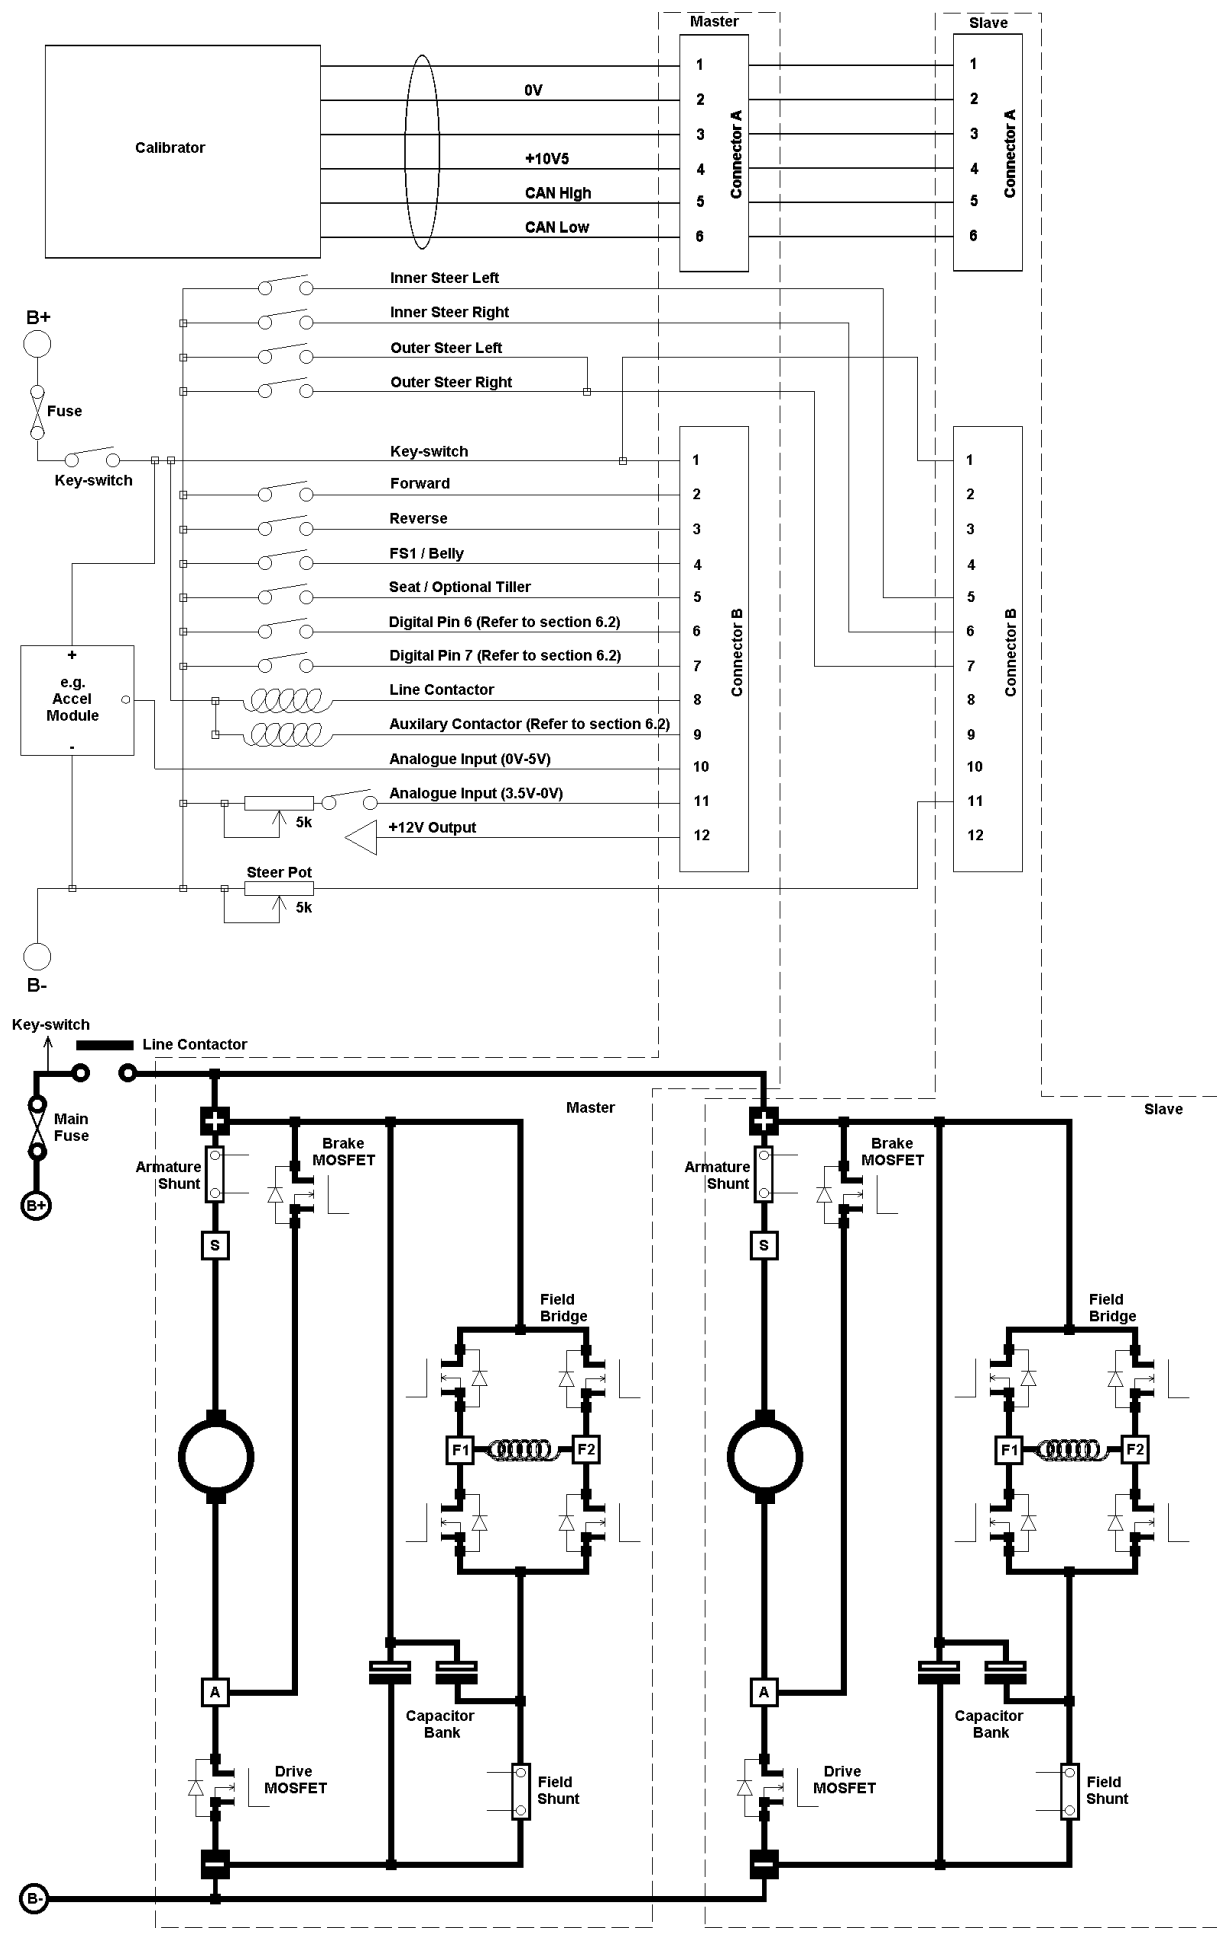 Master
Slave
Calibrator
0V
+10V5
CAN High
CAN Low
1
2
3
4
5
6
Connector A
1
2
3
4
5
6
Connector A
Inner Steer Left
Inner Steer Right
Outer Steer Left
Outer Steer Right
B+
Fuse
Key-switch
Key-switch
Forward
Reverse
FS1 / Belly
Seat / Optional Tiller
Digital Pin 6 (Refer to section 6.2)
Digital Pin 7 (Refer to section 6.2)
Line Contactor
Auxilary Contactor (Refer to section 6.2)
Analogue Input (0V-5V)
Analogue Input (3.5V-0V)
5k
+12V Output
Steer Pot
5k
+
e.g.
Accel
Module
-
B-
1
2
3
4
5
6
7
8
9
10
11
12
Connector B
1
2
3
4
5
6
7
8
9
10
11
12
Connector B
Key-switch
Line Contactor
Main
Fuse
B+
Master
Slave
+
Brake
MOSFET
Armature
Shunt
S
Field
Bridge
F1
F2
A
Capacitor
Bank
Drive
MOSFET
Field
Shunt
-
+
Brake
MOSFET
Armature
Shunt
S
Field
Bridge
F1
F2
A
Capacitor
Bank
Drive
MOSFET
Field
Shunt
-
B-